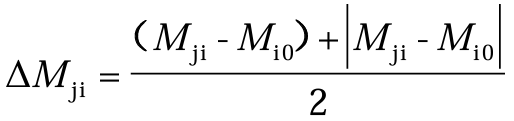 ΔM_ji = ((M_ji - M_i0) + |M_ji - M_i0|) / 2